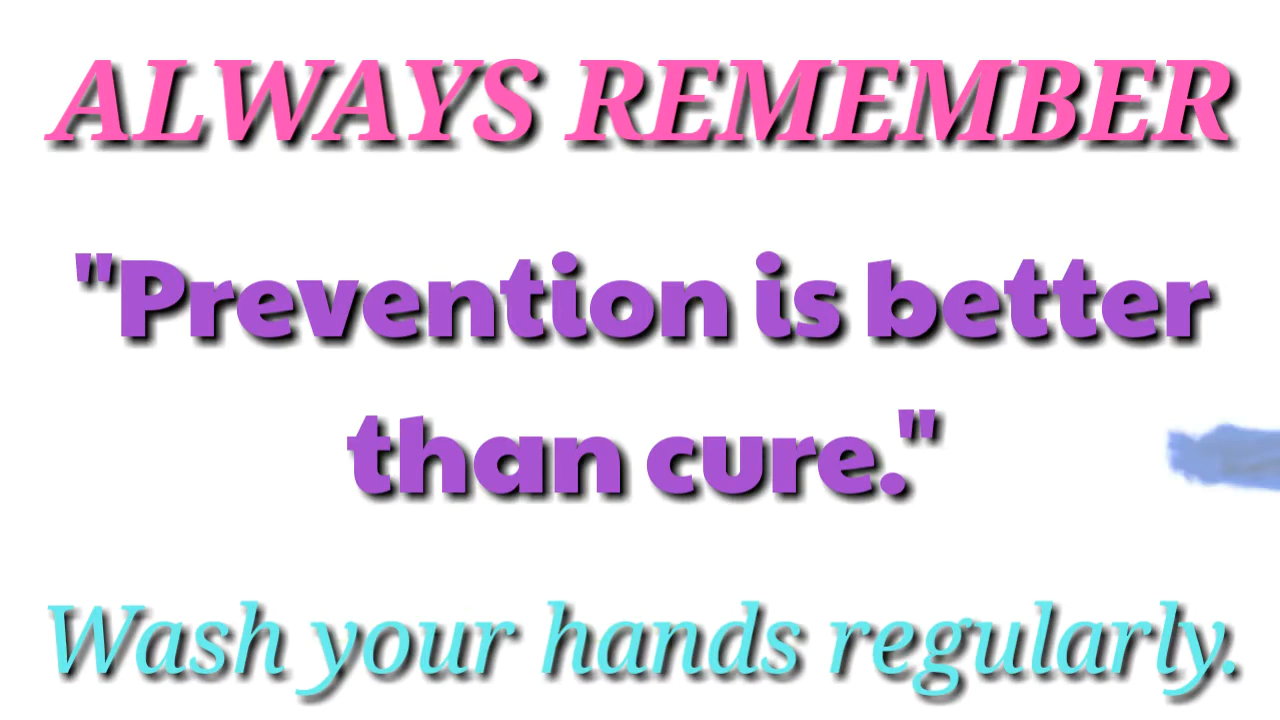 ALWAYS REMEMBER
"Prevention is better
than cure."
Wash your hands regularly.